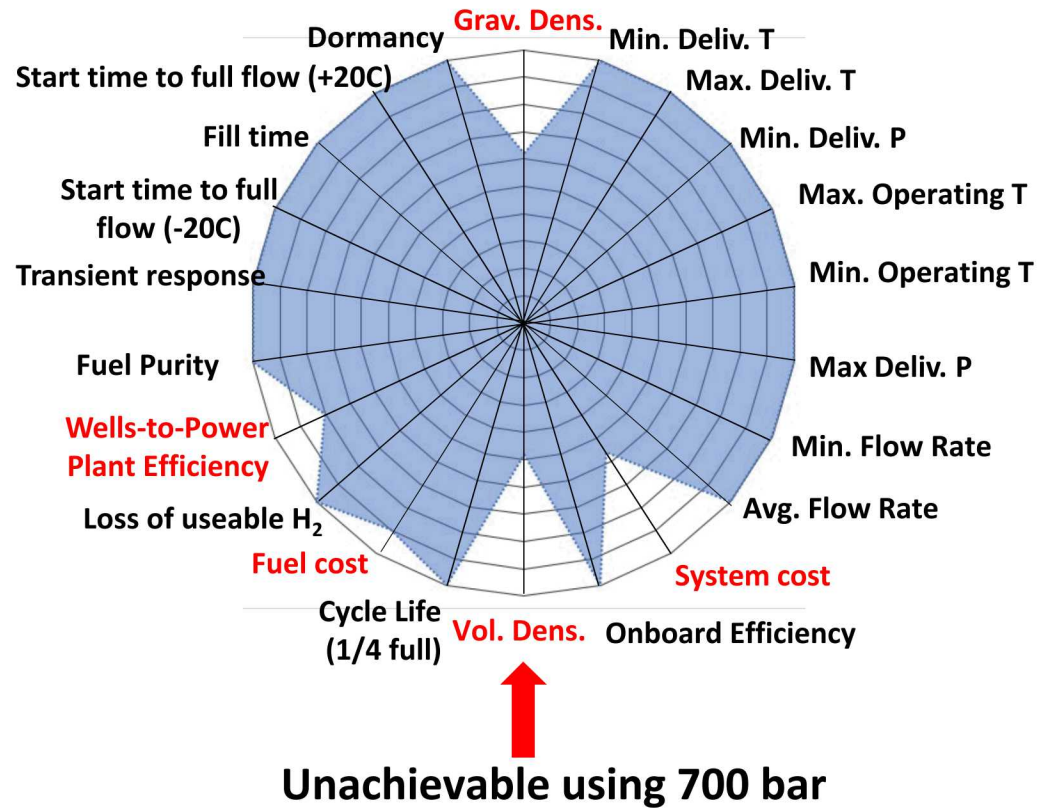 Grav. Dens.
Dormancy
Min. Deliv. T
Start time to full flow (+20C)
Max. Deliv. T
Fill time
Min. Deliv. P
Start time to full
flow (-20C)
Max. Operating T
Transient response
Min. Operating T
Fuel Purity
Max Deliv. P
Wells-to-Power
Plant Efficiency
Min. Flow Rate
Loss of useable H₂
Avg. Flow Rate
Fuel cost
System cost
Cycle Life
(1/4 full)
Vol. Dens.
Onboard Efficiency
Unachievable using 700 bar